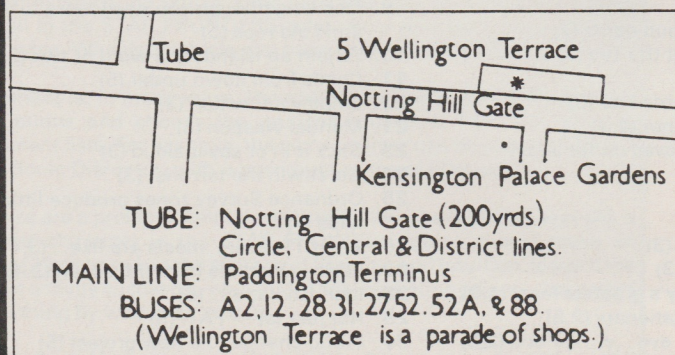 Tube
5 Wellington Terrace
*
Notting Hill Gate
Kensington Palace Gardens
TUBE: Notting Hill Gate (200yrds)
Circle, Central & District lines.
MAIN LINE: Paddington Terminus
BUSES: A2,12,28,31,27,52.52A, & 88.
(Wellington Terrace is a parade of shops.)